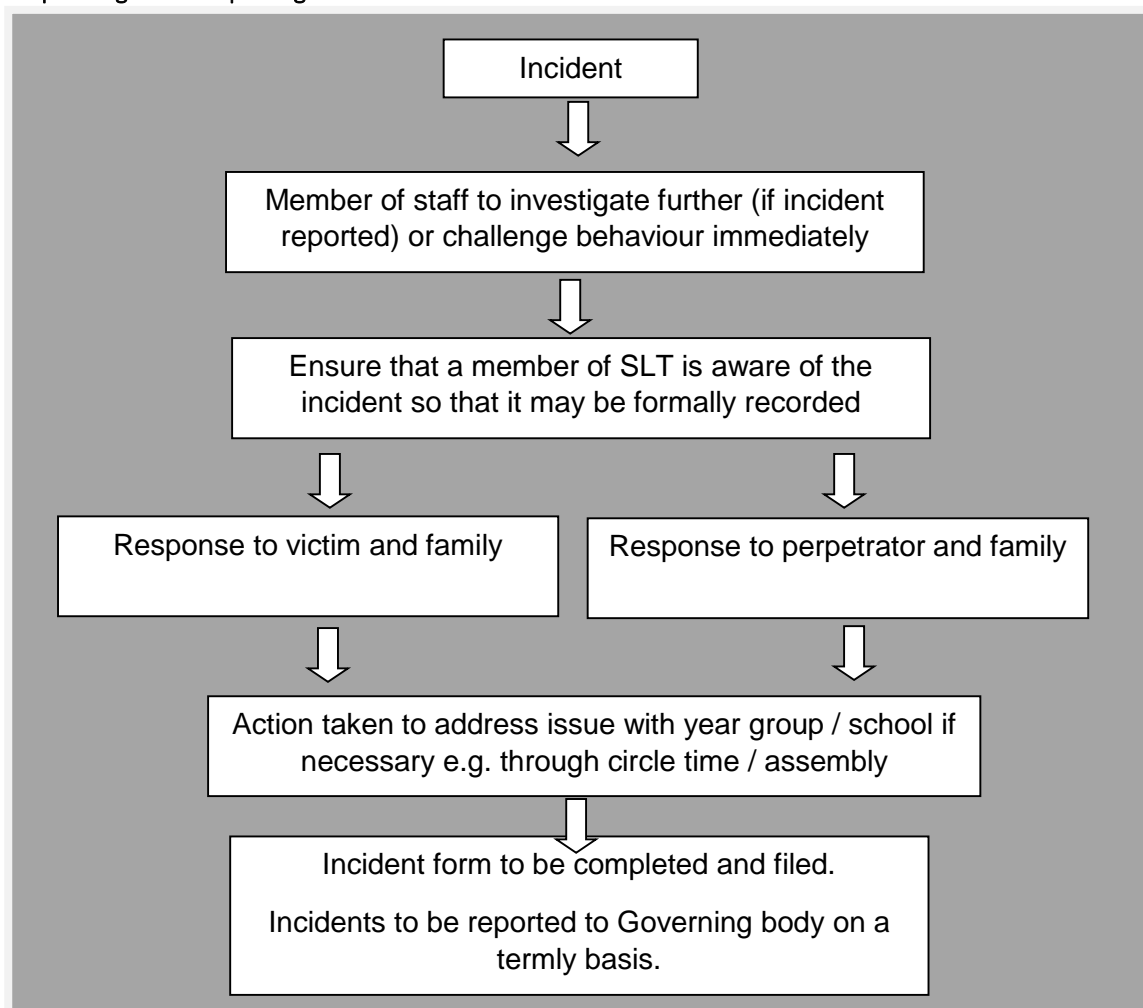 Incident
Member of staff to investigate further (if incident
reported) or challenge behaviour immediately
Ensure that a member of SLT is aware of the
incident so that it may be formally recorded
Response to victim and family
Response to perpetrator and family
Action taken to address issue with year group / school if
necessary e.g. through circle time / assembly
Incident form to be completed and filed.
Incidents to be reported to Governing body on a
termly basis.